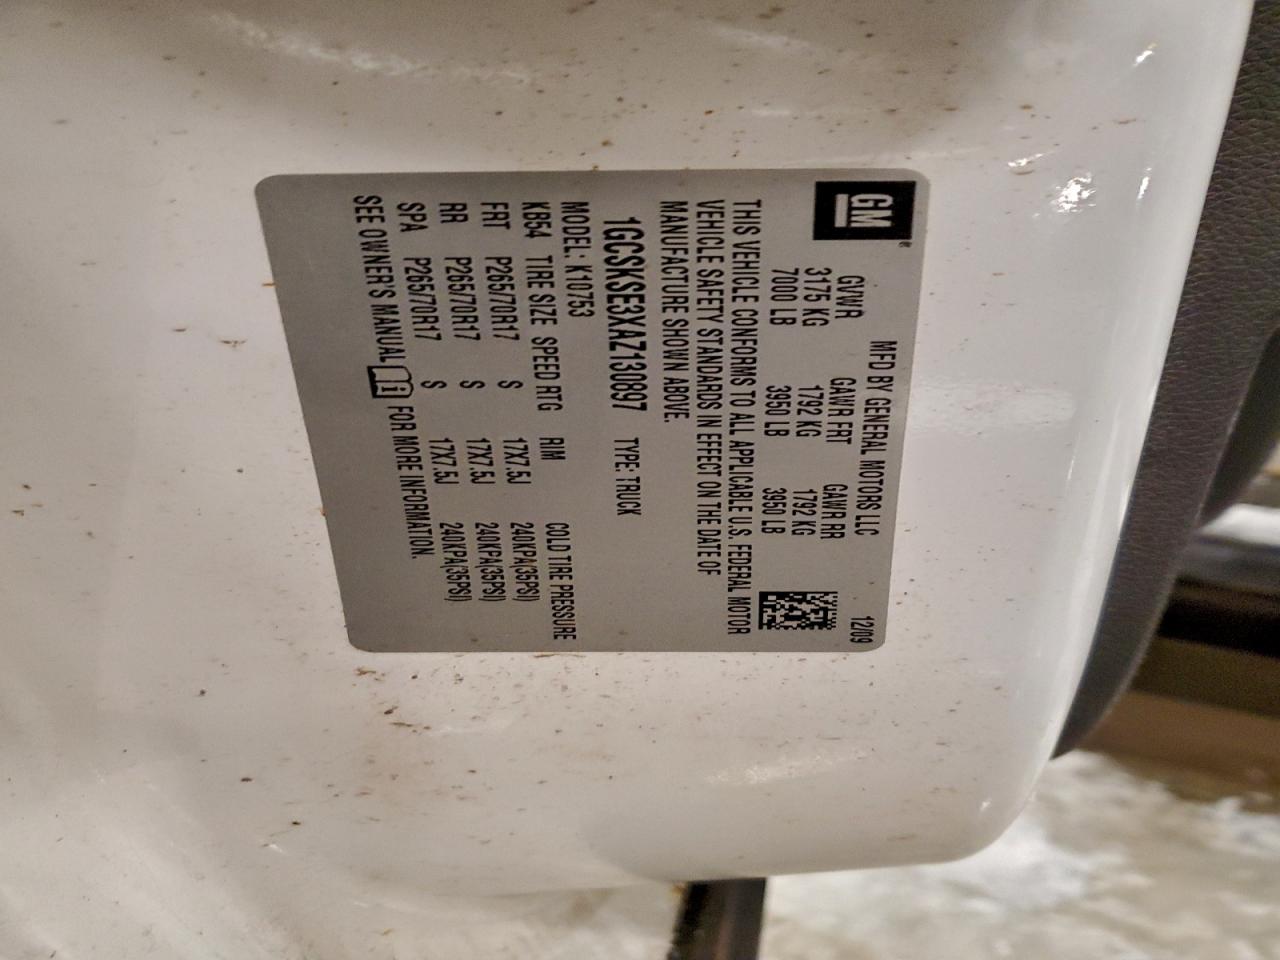 GM®
MFD BY GENERAL MOTORS LLC 12/09
GVWR GAWR FRT GAWR RR
3175 KG 1792 KG 1792 KG
7000 LB 3950 LB 3950 LB
THIS VEHICLE CONFORMS TO ALL APPLICABLE U.S. FEDERAL MOTOR
VEHICLE SAFETY STANDARDS IN EFFECT ON THE DATE OF
MANUFACTURE SHOWN ABOVE.
1GCSKSE3XAZ130897 TYPE: TRUCK
MODEL: K10753
KB54 TIRE SIZE SPEED RTG RIM COLD TIRE PRESSURE
FRT P265/70R17 S 17X7.5J 240KPA(35PSI)
RR P265/70R17 S 17X7.5J 240KPA(35PSI)
SPA P265/70R17 S 17X7.5J 240KPA(35PSI)
SEE OWNER'S MANUAL FOR MORE INFORMATION.